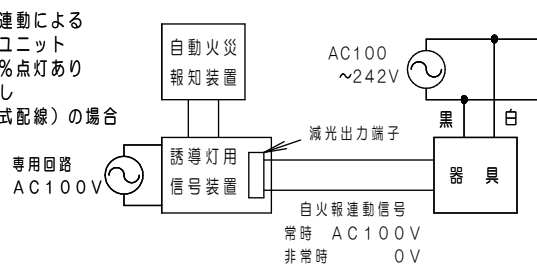 連動による
ユニット
%点灯あり
し
式配線）の場合
自動火災
報知装置
AC100
～242V
黒
白
減光出力端子
専用回路
AC100V
誘導灯用
信号装置
器 具
自火報連動信号
常時 AC100V
非常時 0V